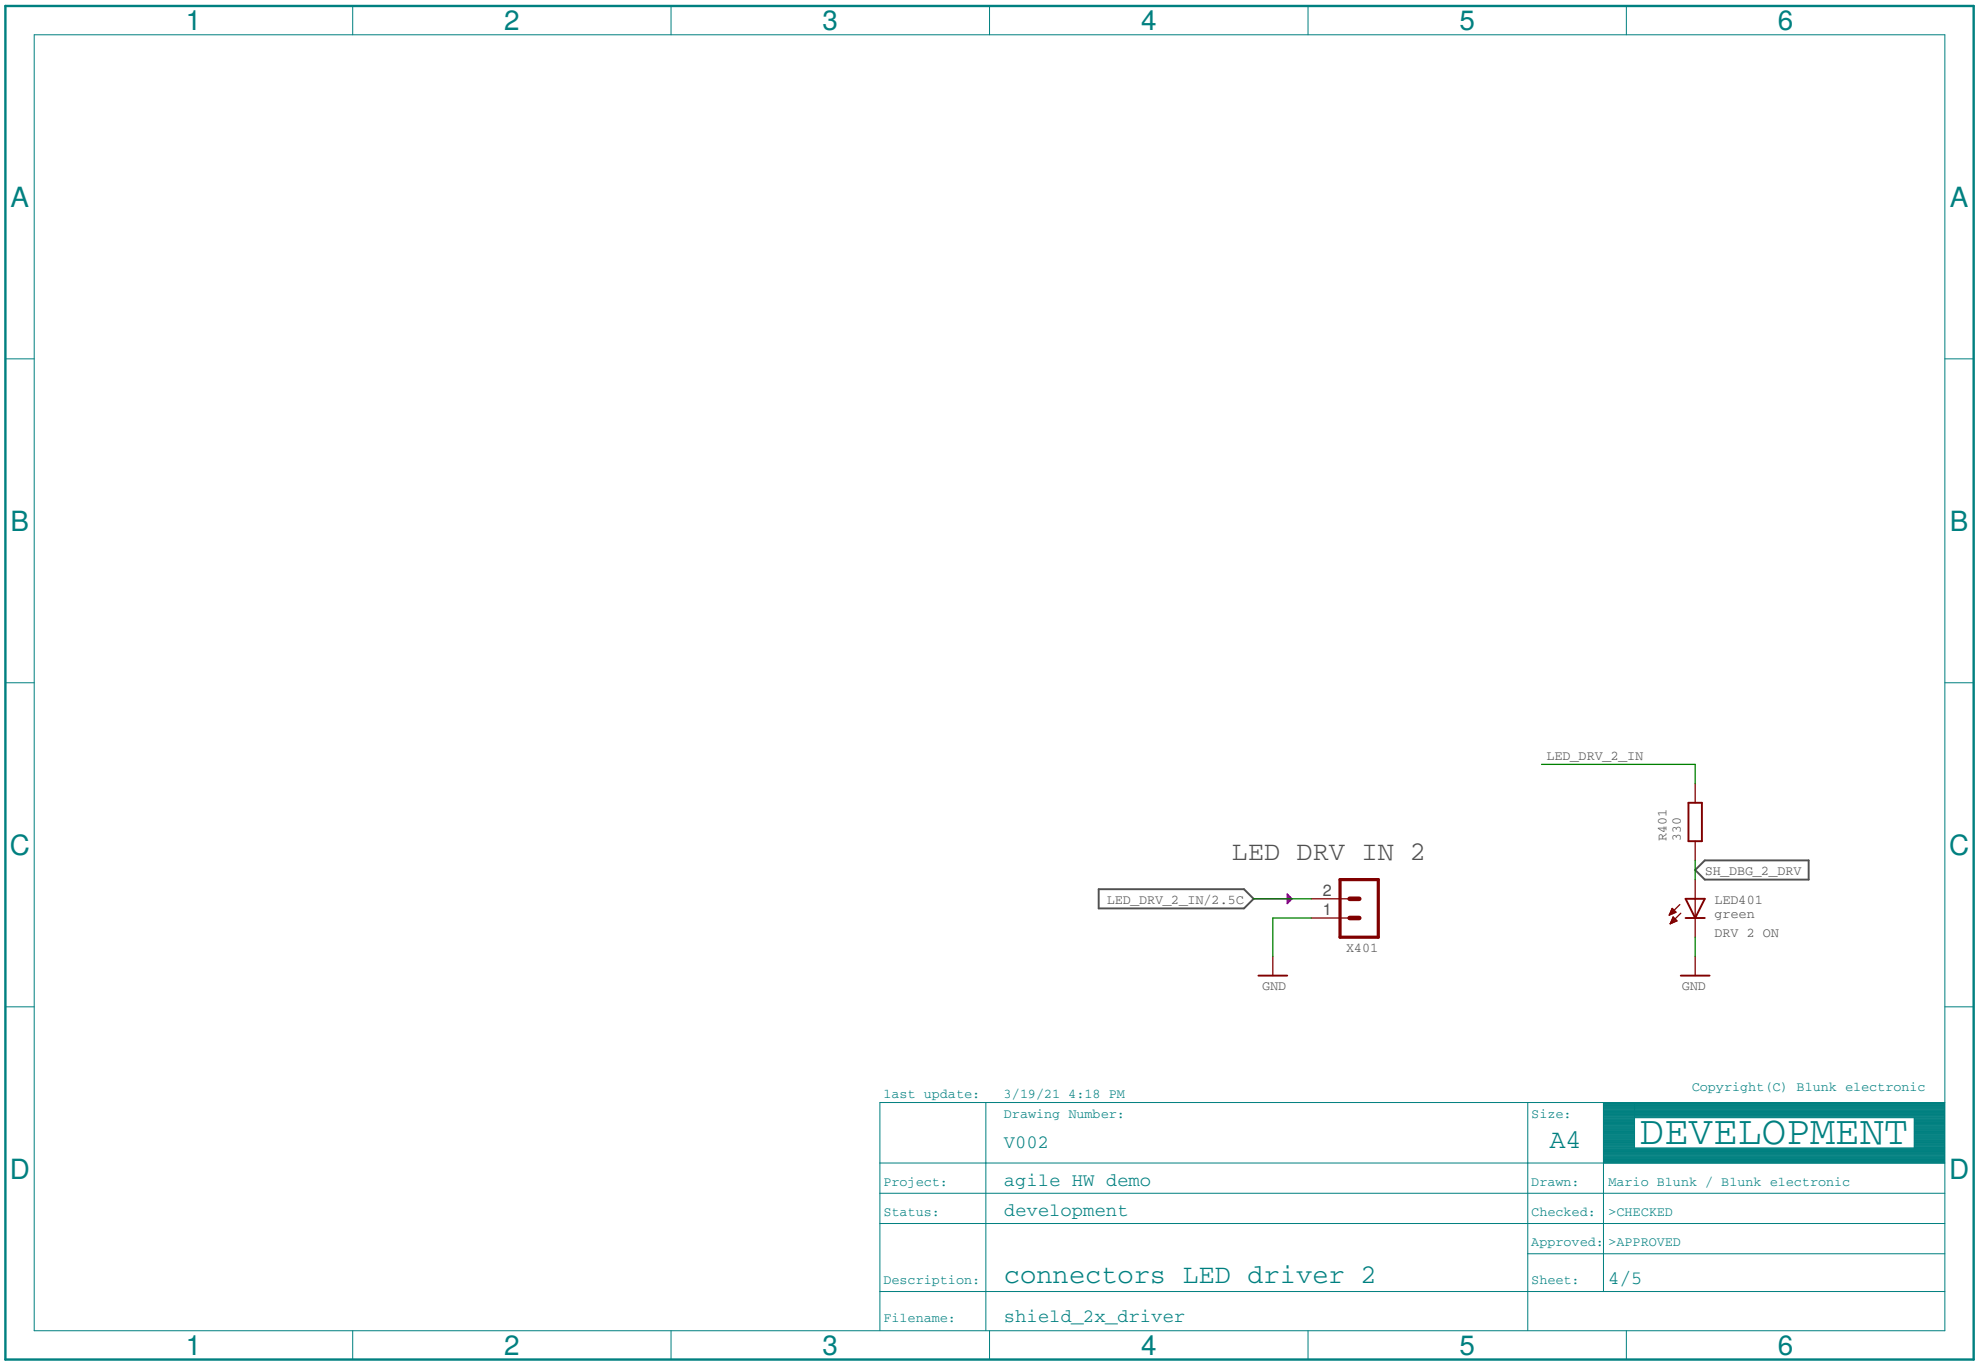 1 2 3 4 5 6
A A
B B
LED_DRV_2_IN
R401
330
C C
LED DRV IN 2
SH_DBG_2_DRV
LED_DRV_2_IN/2.5C
2
1
LED401
green
DRV 2 ON
X401
GND GND
last update: 3/19/21 4:18 PM
Copyright(C) Blunk electronic
Drawing Number:
V002
Size:
A4
DEVELOPMENT
D D
Project: agile HW demo
Drawn: Mario Blunk / Blunk electronic
Status: development
Checked: >CHECKED
Approved: >APPROVED
Description: connectors LED driver 2
Sheet: 4/5
Filename: shield_2x_driver
1 2 3 4 5 6